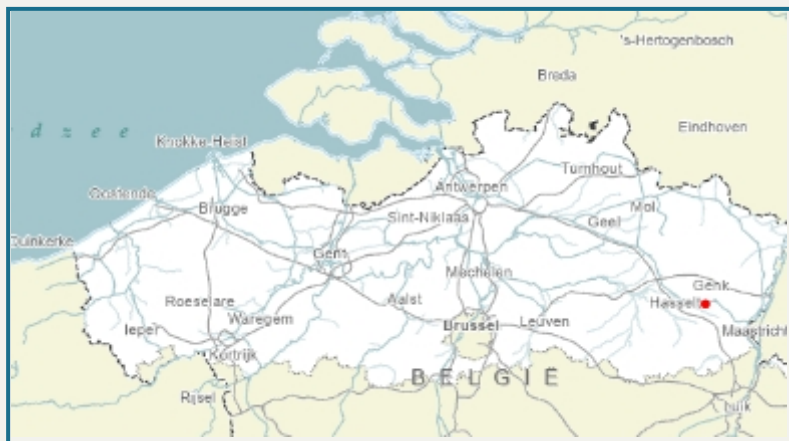 's-Hertogenbosch
Breda
Eindhoven
d z e e
Knokke-Heist
Turnhout
Antwerpen
Oostende
Brugge
Sint-Niklaas
Geel
Mol
Duinkerke
Gent
Mechelen
Genk
Roeselare
Aalst
Hasselt
Ieper
Waregem
Brussel
Leuven
Maastricht
Kortrijk
BELGIË
Rijsel
Luik